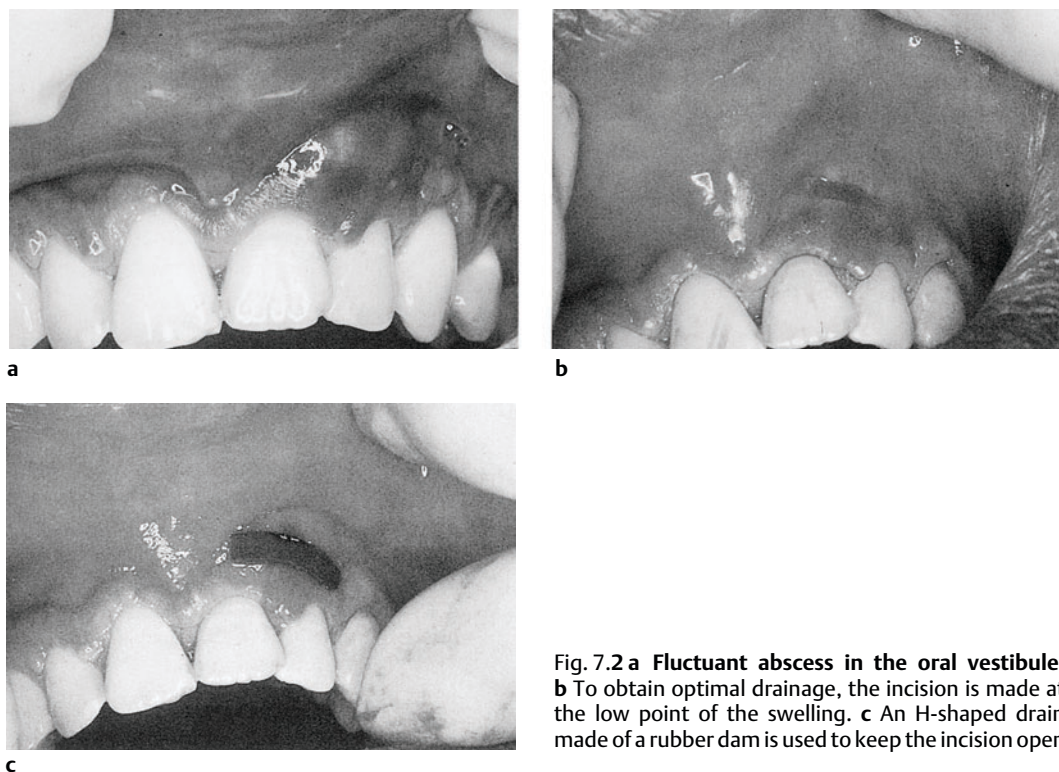 a
b
c
Fig. 7.2 a Fluctuant abscess in the oral vestibule
b To obtain optimal drainage, the incision is made at
the low point of the swelling. c An H-shaped drain
made of a rubber dam is used to keep the incision open